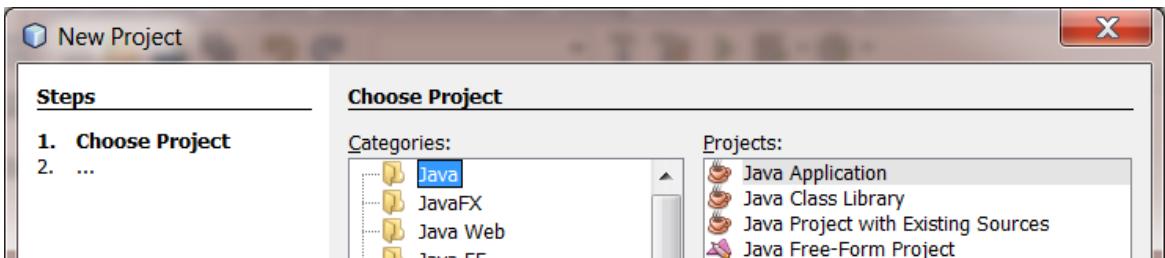 New Project
Steps
1. Choose Project
2. ...
Choose Project
Categories:
Java
JavaFX
Java Web
Projects:
Java Application
Java Class Library
Java Project with Existing Sources
Java Free-Form Project